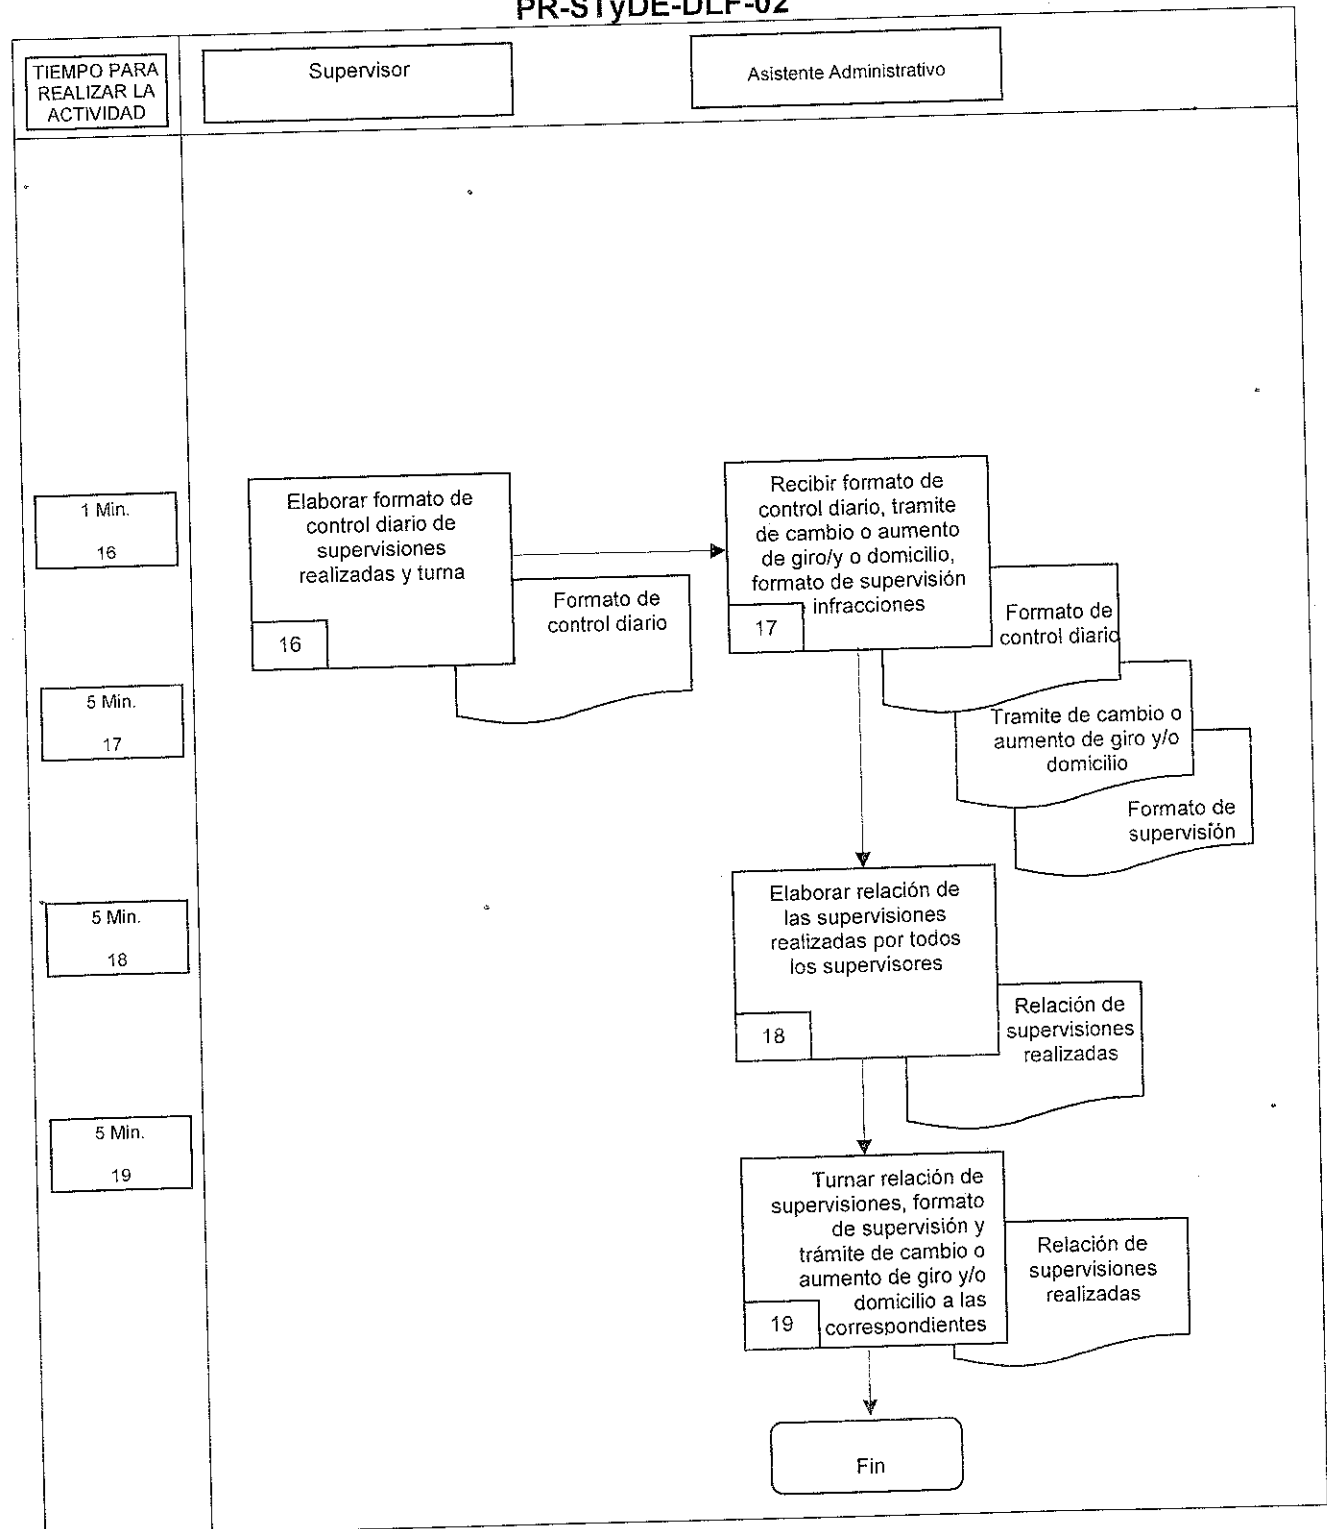 PR-STyDE-DLF-02
TIEMPO PARA
REALIZAR LA
ACTIVIDAD
Supervisor
Asistente Administrativo
1 Min.
16
Elaborar formato de
control diario de
supervisiones
realizadas y turna
16
Formato de
control diario
Recibir formato de
control diario, tramite
de cambio o aumento
de giro/y o domicilio,
formato de supervisión
infracciones
17
Formato de
control diario
Tramite de cambio o
aumento de giro y/o
domicilio
Formato de
supervisión
5 Min.
17
5 Min.
18
Elaborar relación de
las supervisiones
realizadas por todos
los supervisores
18
Relación de
supervisiones
realizadas
5 Min.
19
Turnar relación de
supervisiones, formato
de supervisión y
trámite de cambio o
aumento de giro y/o
domicilio a las
correspondientes
19
Relación de
supervisiones
realizadas
Fin